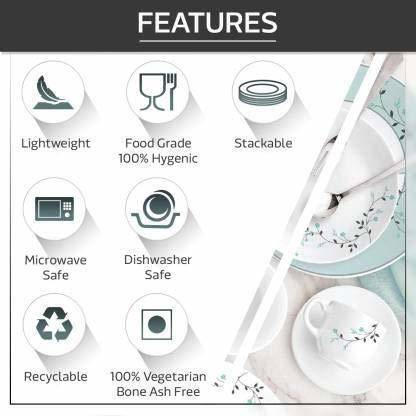 FEATURES
Lightweight
Food Grade
100% Hygenic
Stackable
Microwave
Safe
Dishwasher
Safe
Recyclable
100% Vegetarian
Bone Ash Free